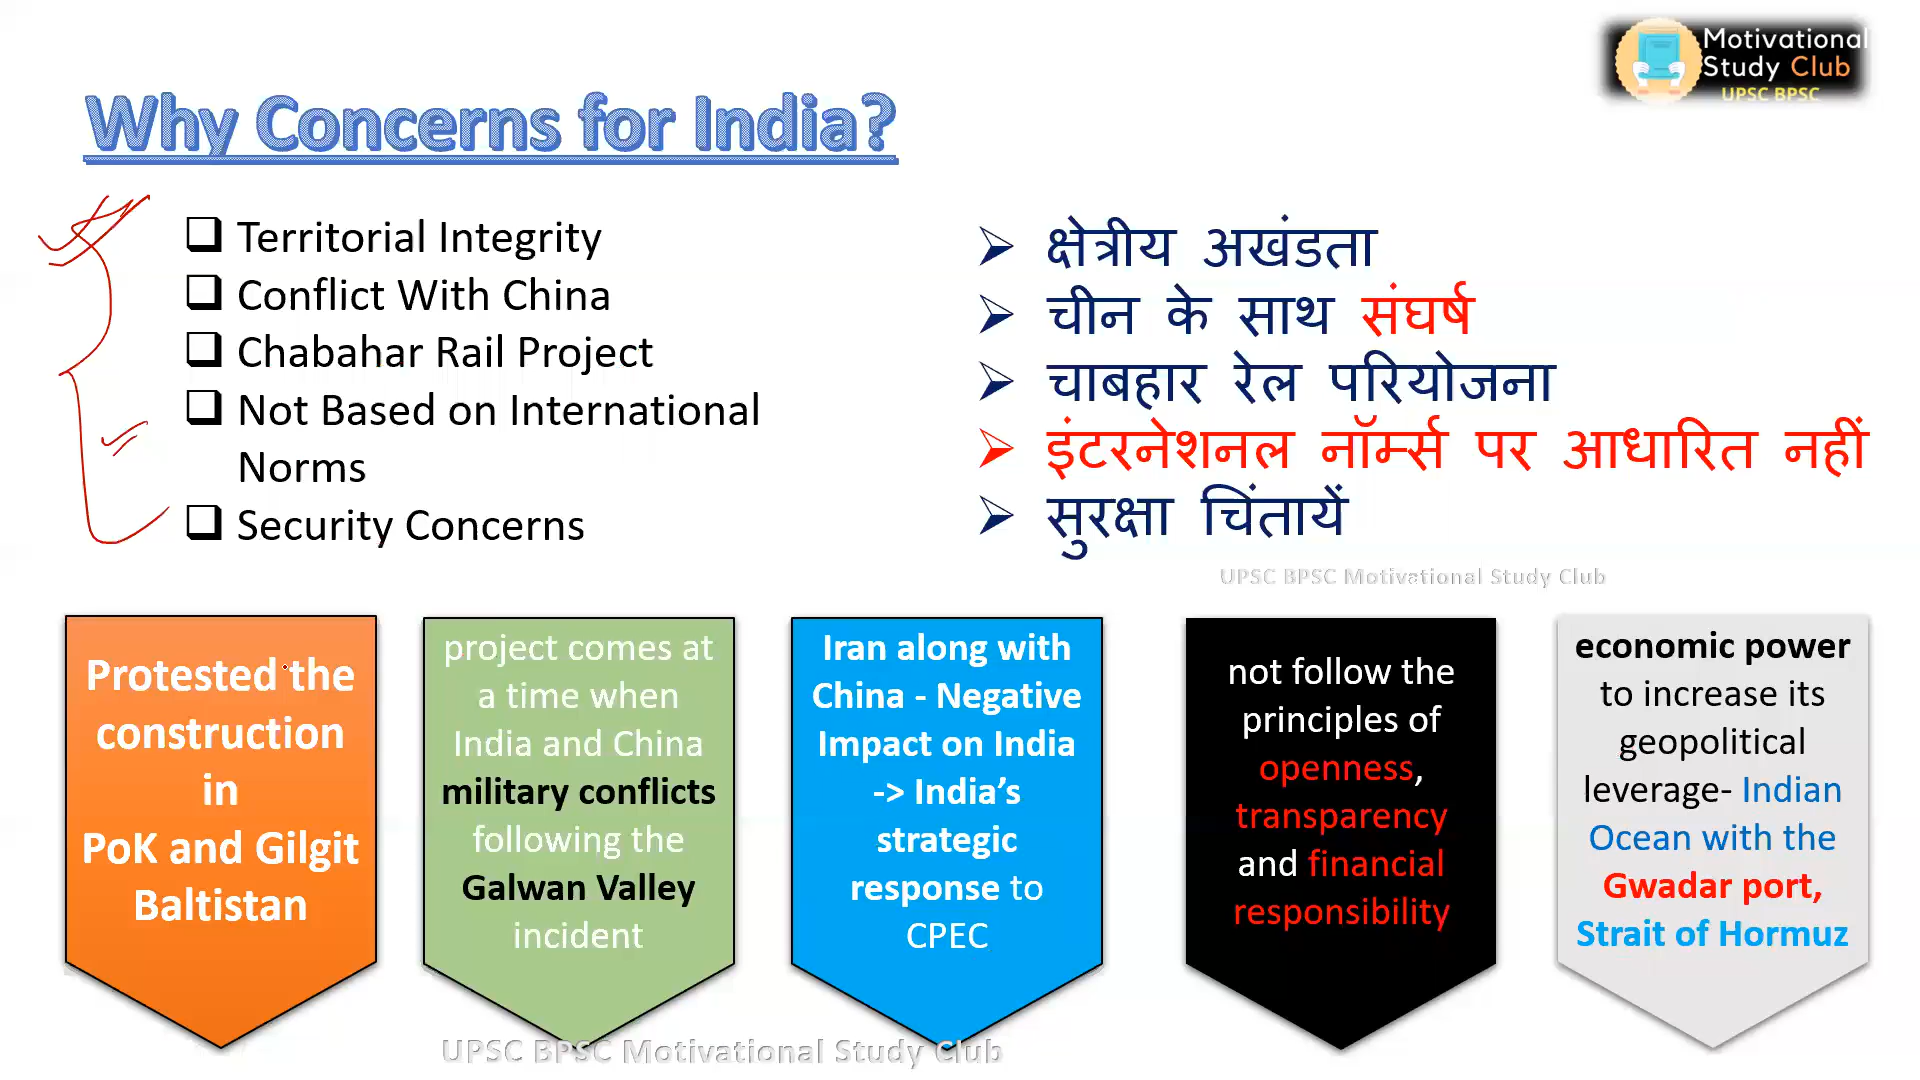 Motivational
Study Club
UPSC BPSC
Why Concerns for India?
Territorial Integrity
Conflict With China
Chabahar Rail Project
Not Based on International
Norms
Security Concerns
क्षेत्रीय अखंडता
चीन के साथ संघर्ष
चाबहार रेल परियोजना
इंटरनेशनल नॉर्म्स पर आधारित नहीं
सुरक्षा चिंतायें
UPSC BPSC Motivational Study Club
Protested the
construction
in
PoK and Gilgit
Baltistan
project comes at
a time when
India and China
military conflicts
following the
Galwan Valley
incident
Iran along with
China - Negative
Impact on India
-> India’s
strategic
response to
CPEC
not follow the
principles of
openness,
transparency
and financial
responsibility
economic power
to increase its
geopolitical
leverage- Indian
Ocean with the
Gwadar port,
Strait of Hormuz
UPSC BPSC Motivational Study Club